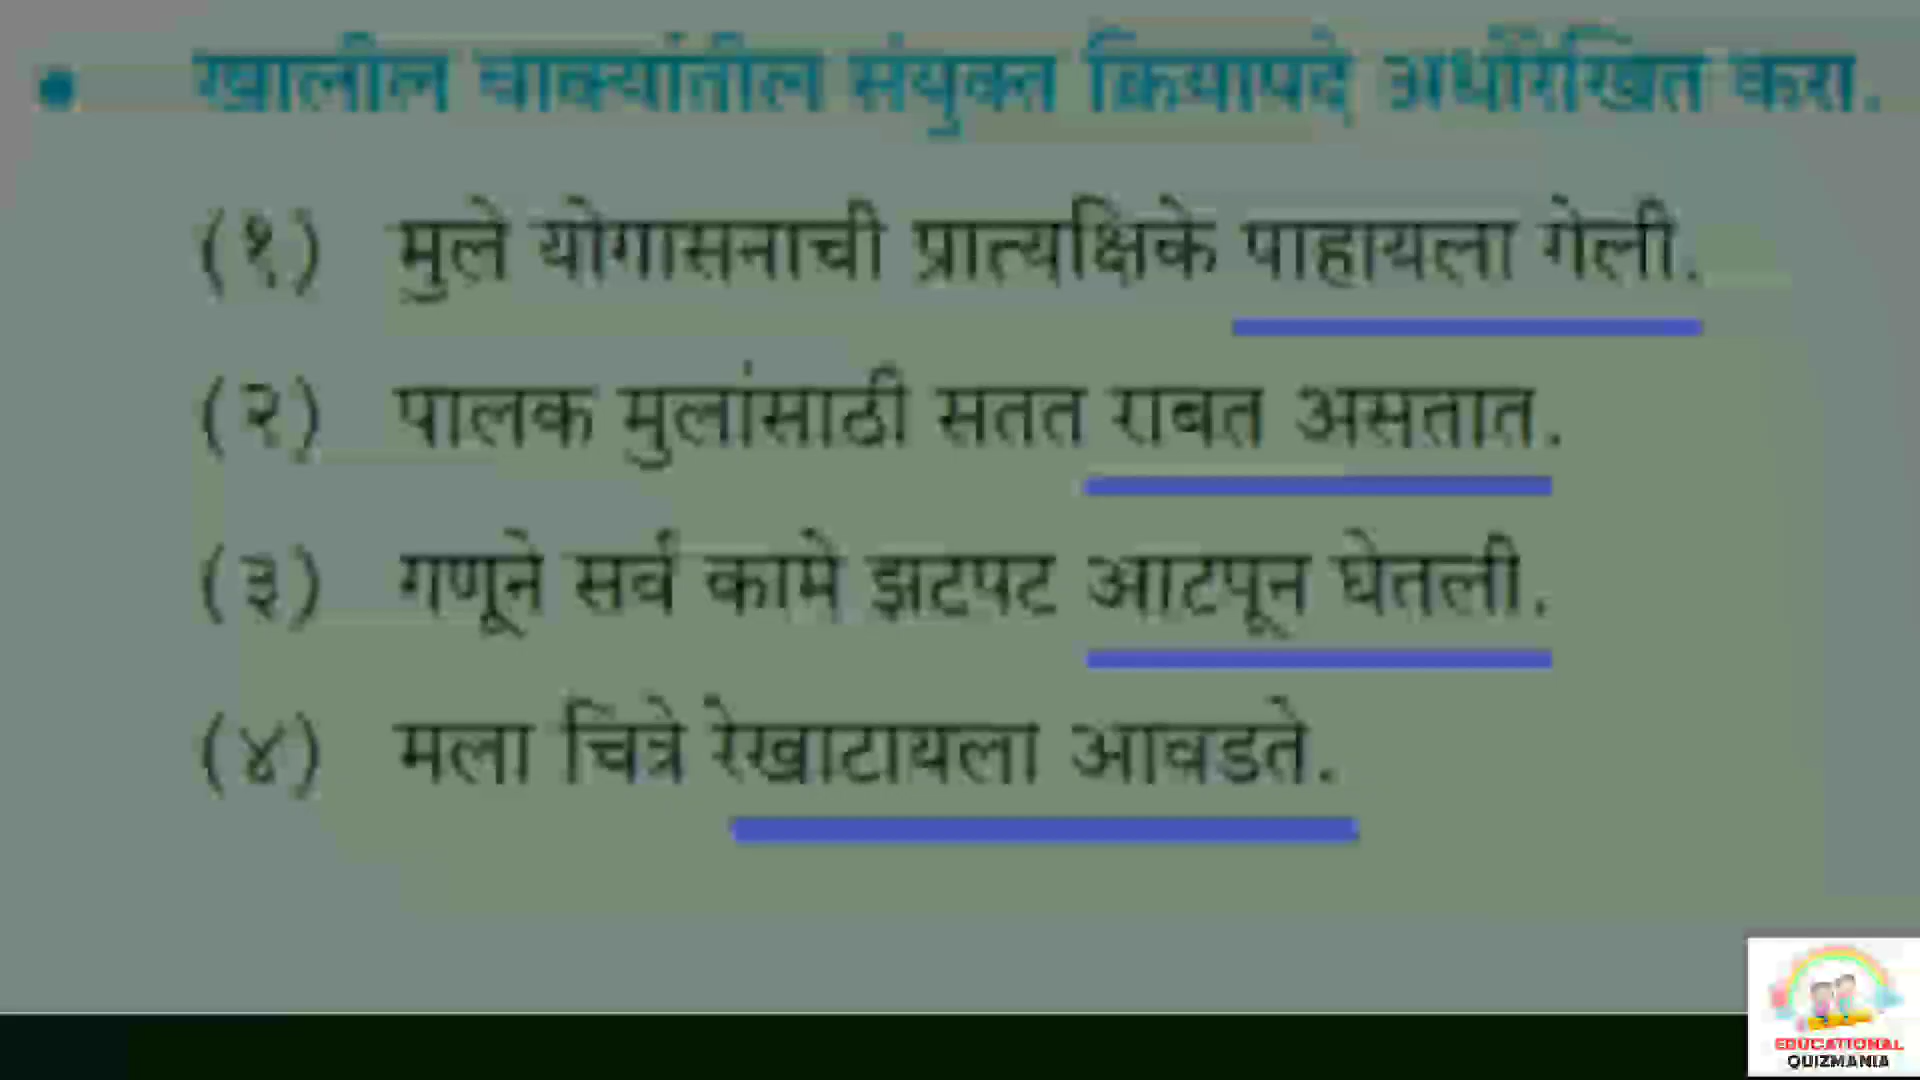 • खालील वाक्यांतील संयुक्त क्रियापदे अधोरेखित करा.
(१) मुले योगासनाची प्रात्यक्षिके पाहायला गेली.
(२) पालक मुलांसाठी सतत राबत असतात.
(३) गणूने सर्व कामे झटपट आटपून घेतली.
(४) मला चित्रे रेखाटायला आवडते.
EDUCATIONAL
QUIZMANIA